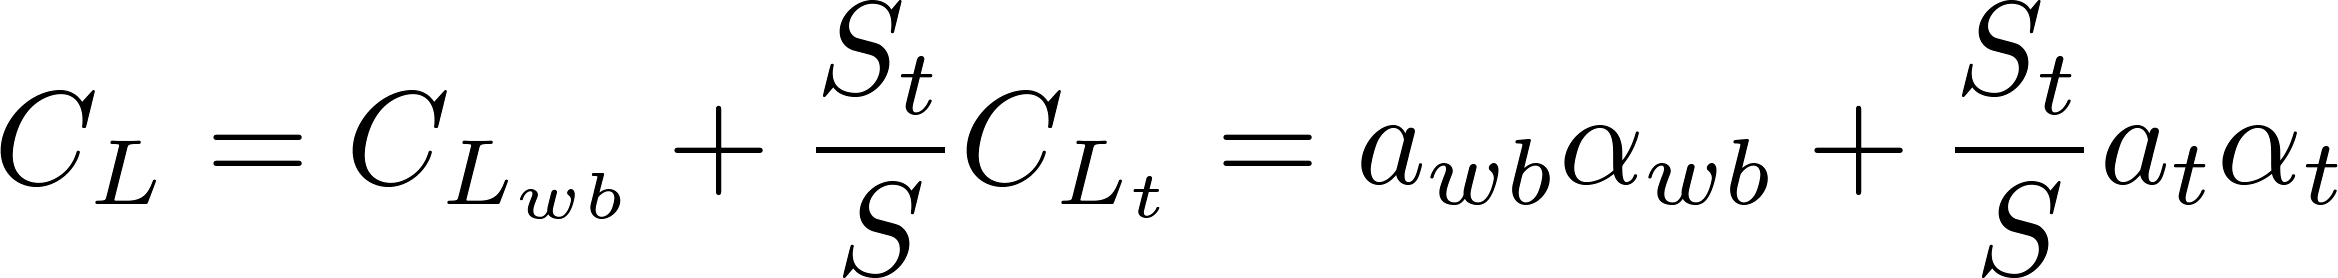 $C_L = C_{L_{wb}} + \frac{S_t}{S} C_{L_t} = a_{wb} \alpha_{wb} + \frac{S_t}{S} a_t \alpha_t$